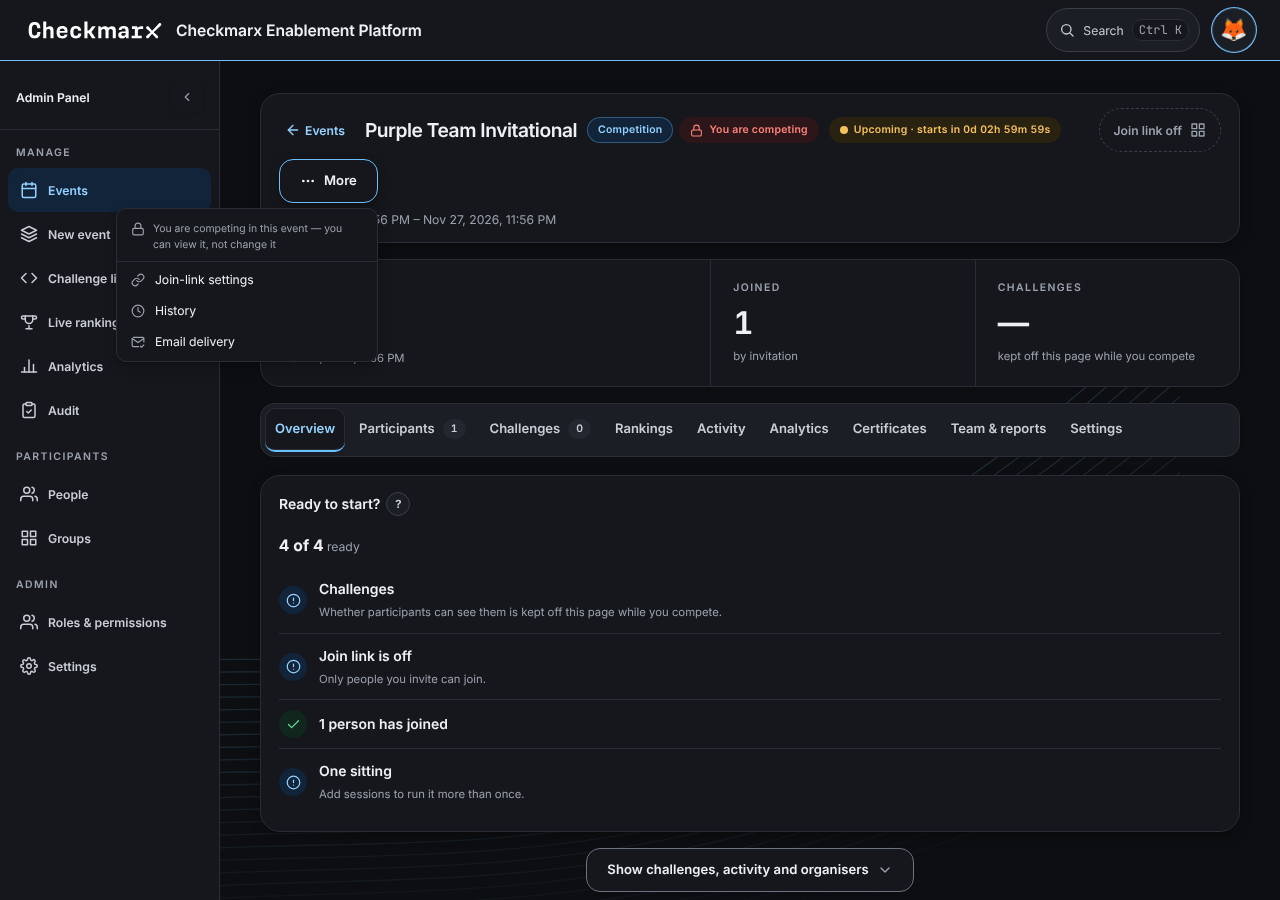 Checkmarx
Checkmarx Enablement Platform
Search
Ctrl K
Admin Panel
MANAGE
Events
New event
Challenge li
Live ranking
Analytics
Audit
PARTICIPANTS
People
Groups
ADMIN
Roles & permissions
Settings
Events
Purple Team Invitational
Competition
You are competing
Upcoming · starts in 0d 02h 59m 59s
Join link off
More
56 PM – Nov 27, 2026, 11:56 PM
You are competing in this event — you
can view it, not change it
Join-link settings
History
Email delivery
56 PM
JOINED
1
by invitation
CHALLENGES
—
kept off this page while you compete
Overview
Participants 1
Challenges 0
Rankings
Activity
Analytics
Certificates
Team & reports
Settings
Ready to start? ?
4 of 4 ready
Challenges
Whether participants can see them is kept off this page while you compete.
Join link is off
Only people you invite can join.
1 person has joined
One sitting
Add sessions to run it more than once.
Show challenges, activity and organisers